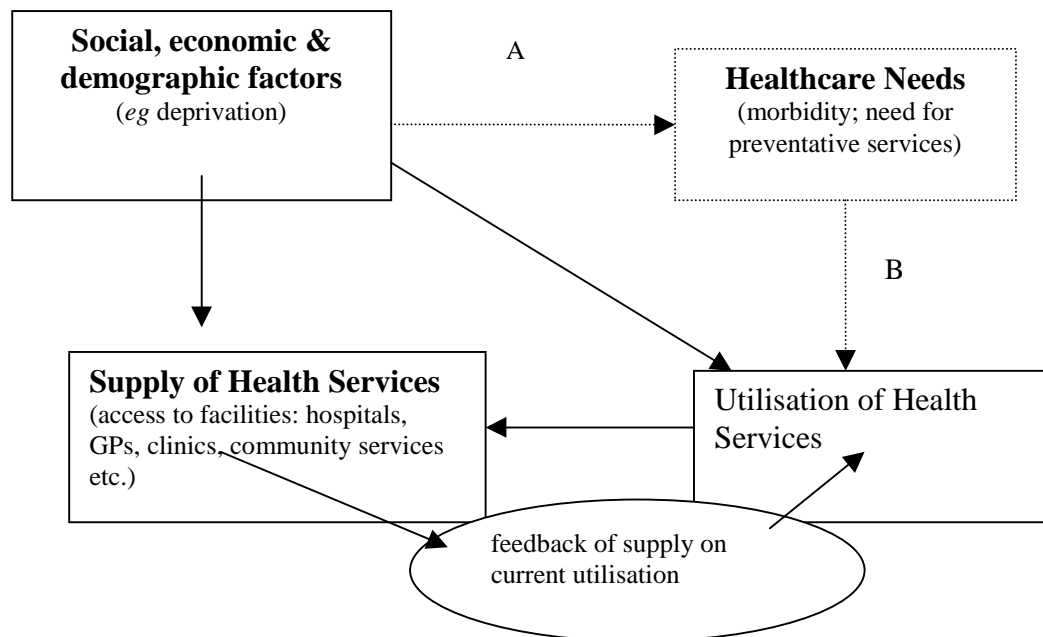 Social, economic &
demographic factors
(eg deprivation)
A
Healthcare Needs
(morbidity; need for
preventative services)
B
Supply of Health Services
(access to facilities: hospitals,
GPs, clinics, community services
etc.)
Utilisation of Health
Services
feedback of supply on
current utilisation